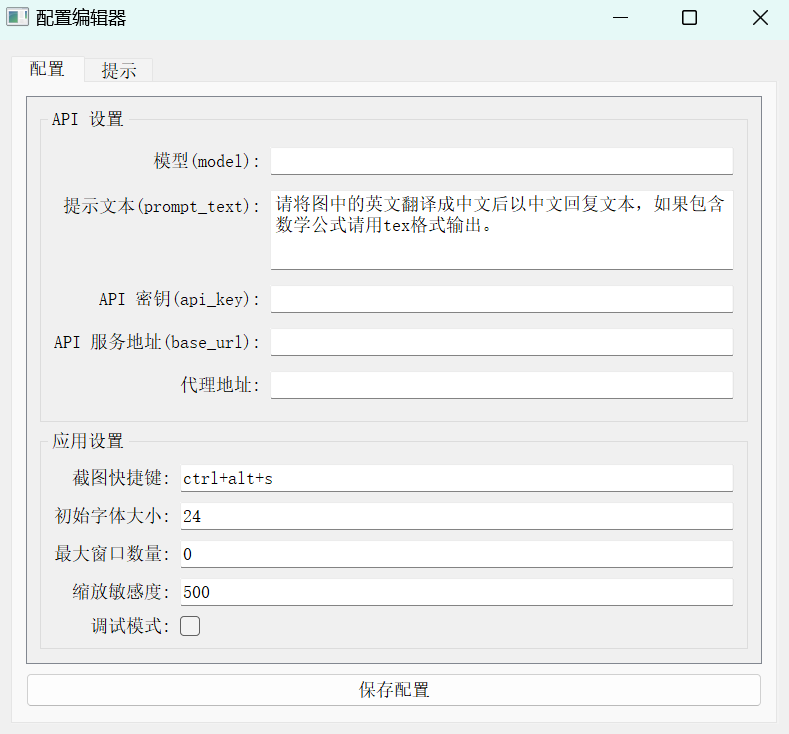 配置编辑器
配置 提示
API 设置
模型(model):
提示文本(prompt_text): 请将图中的英文翻译成中文后以中文回复文本，如果包含
数学公式请用tex格式输出。
API 密钥(api_key):
API 服务地址(base_url):
代理地址:
应用设置
截图快捷键: ctrl+alt+s
初始字体大小: 24
最大窗口数量: 0
缩放敏感度: 500
调试模式:
保存配置